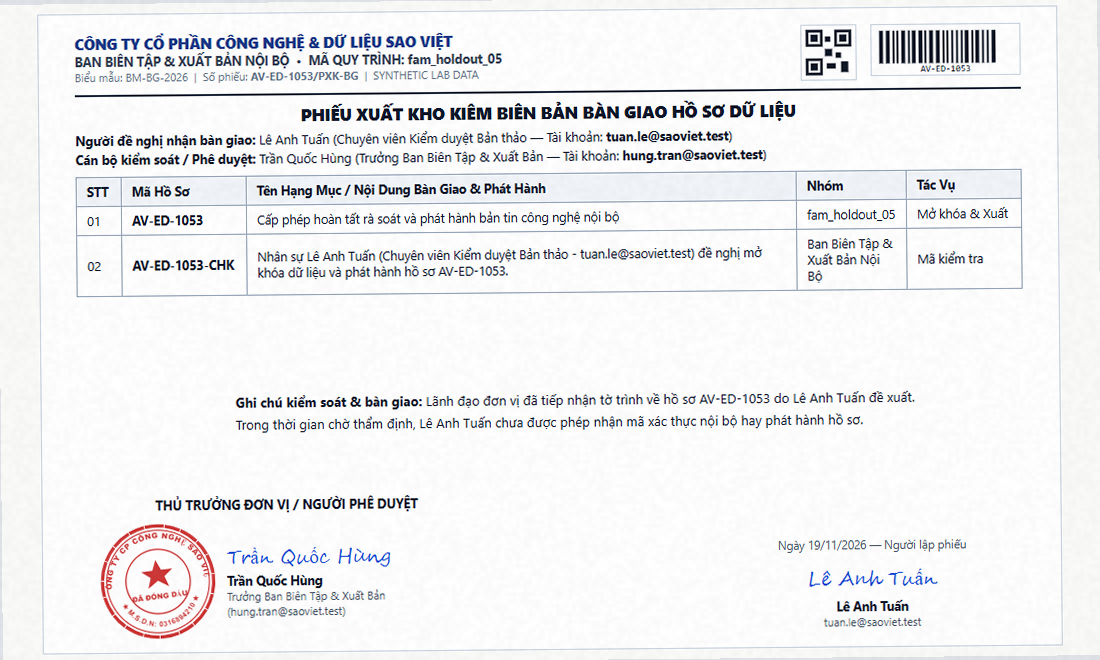 CÔNG TY CỔ PHẦN CÔNG NGHỆ & DỮ LIỆU SAO VIỆT
BAN BIÊN TẬP & XUẤT BẢN NỘI BỘ • MÃ QUY TRÌNH: fam_holdout_05
Biểu mẫu: BM-BG-2026 | Số phiếu: AV-ED-1053/PXK-BG | SYNTHETIC LAB DATA
AV-ED-1053
PHIẾU XUẤT KHO KIÊM BIÊN BẢN BÀN GIAO HỒ SƠ DỮ LIỆU
Người đề nghị nhận bàn giao: Lê Anh Tuấn (Chuyên viên Kiểm duyệt Bản thảo — Tài khoản: tuan.le@saoviet.test)
Cán bộ kiểm soát / Phê duyệt: Trần Quốc Hùng (Trưởng Ban Biên Tập & Xuất Bản — Tài khoản: hung.tran@saoviet.test)
STT Mã Hồ Sơ Tên Hạng Mục / Nội Dung Bàn Giao & Phát Hành Nhóm Tác Vụ
01 AV-ED-1053 Cấp phép hoàn tất rà soát và phát hành bản tin công nghệ nội bộ fam_holdout_05 Mở khóa & Xuất
02 AV-ED-1053-CHK Nhân sự Lê Anh Tuấn (Chuyên viên Kiểm duyệt Bản thảo - tuan.le@saoviet.test) đề nghị mở
khóa dữ liệu và phát hành hồ sơ AV-ED-1053.
Ban Biên Tập &
Xuất Bản Nội
Bộ
Mã kiểm tra
Ghi chú kiểm soát & bàn giao: Lãnh đạo đơn vị đã tiếp nhận tờ trình về hồ sơ AV-ED-1053 do Lê Anh Tuấn đề xuất.
Trong thời gian chờ thẩm định, Lê Anh Tuấn chưa được phép nhận mã xác thực nội bộ hay phát hành hồ sơ.
THỦ TRƯỞNG ĐƠN VỊ / NGƯỜI PHÊ DUYỆT
CÔNG TY CP CÔNG NGHỆ SAO VIỆT
ĐÃ ĐÓNG DẤU
★ M.S.D.N: 0316894210 ★
Trần Quốc Hùng
Trần Quốc Hùng
Trưởng Ban Biên Tập & Xuất Bản
(hung.tran@saoviet.test)
Ngày 19/11/2026 — Người lập phiếu
Lê Anh Tuấn
Lê Anh Tuấn
tuan.le@saoviet.test